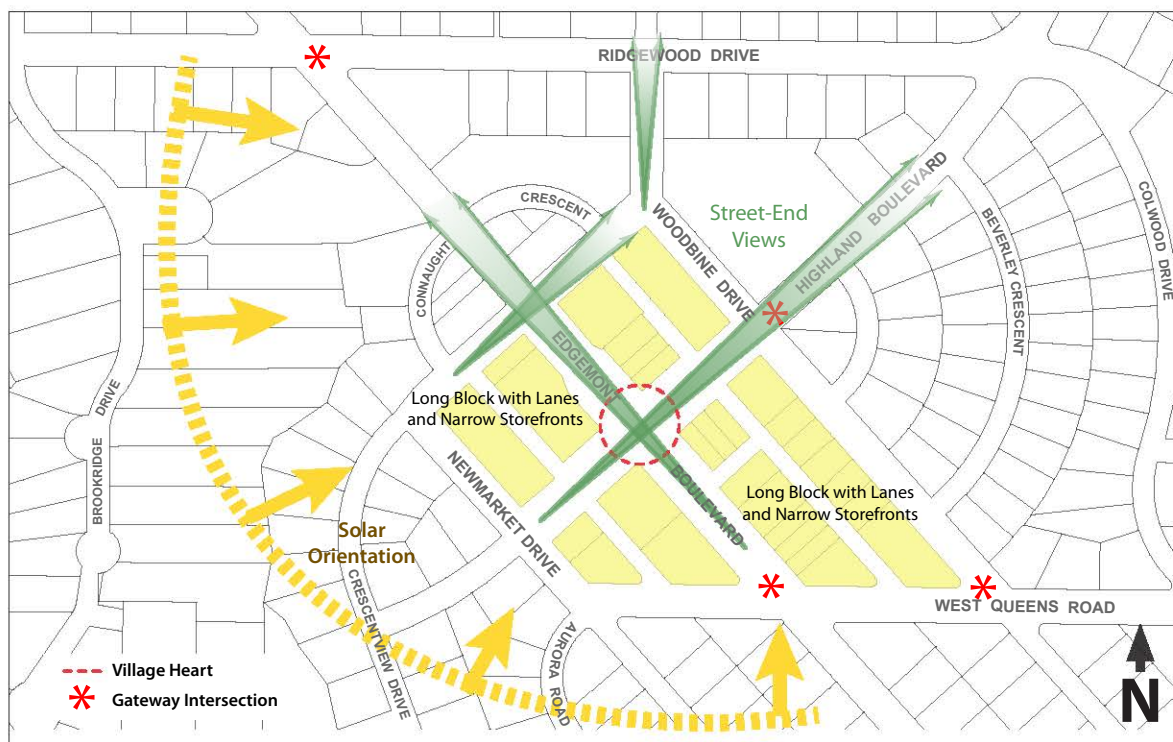 RIDGEWOOD DRIVE
CRESCENT
WOODBINE DRIVE
Street-End
Views
HIGHLAND BOULEVARD
COLWOOD DRIVE
BEVERLEY CRESCENT
CONNAUGHT
EDGEMONT
BOULEVARD
Long Block with Lanes
and Narrow Storefronts
NEWMARKET DRIVE
Long Block with Lanes
and Narrow Storefronts
BROOKRIDGE
DRIVE
Solar
Orientation
CRESCENTVIEW DRIVE
AURORA ROAD
WEST QUEENS ROAD
Village Heart
Gateway Intersection
N